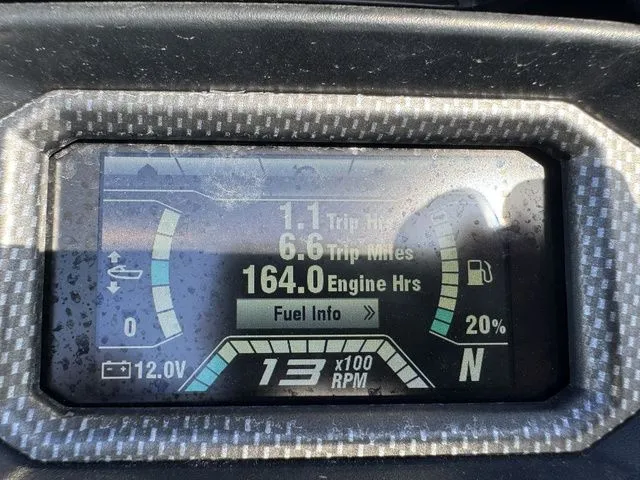 1.1 Trip Hrs
6.6 Trip Miles
164.0 Engine Hrs
Fuel Info »
0
20%
12.0V
13 x100 RPM
N